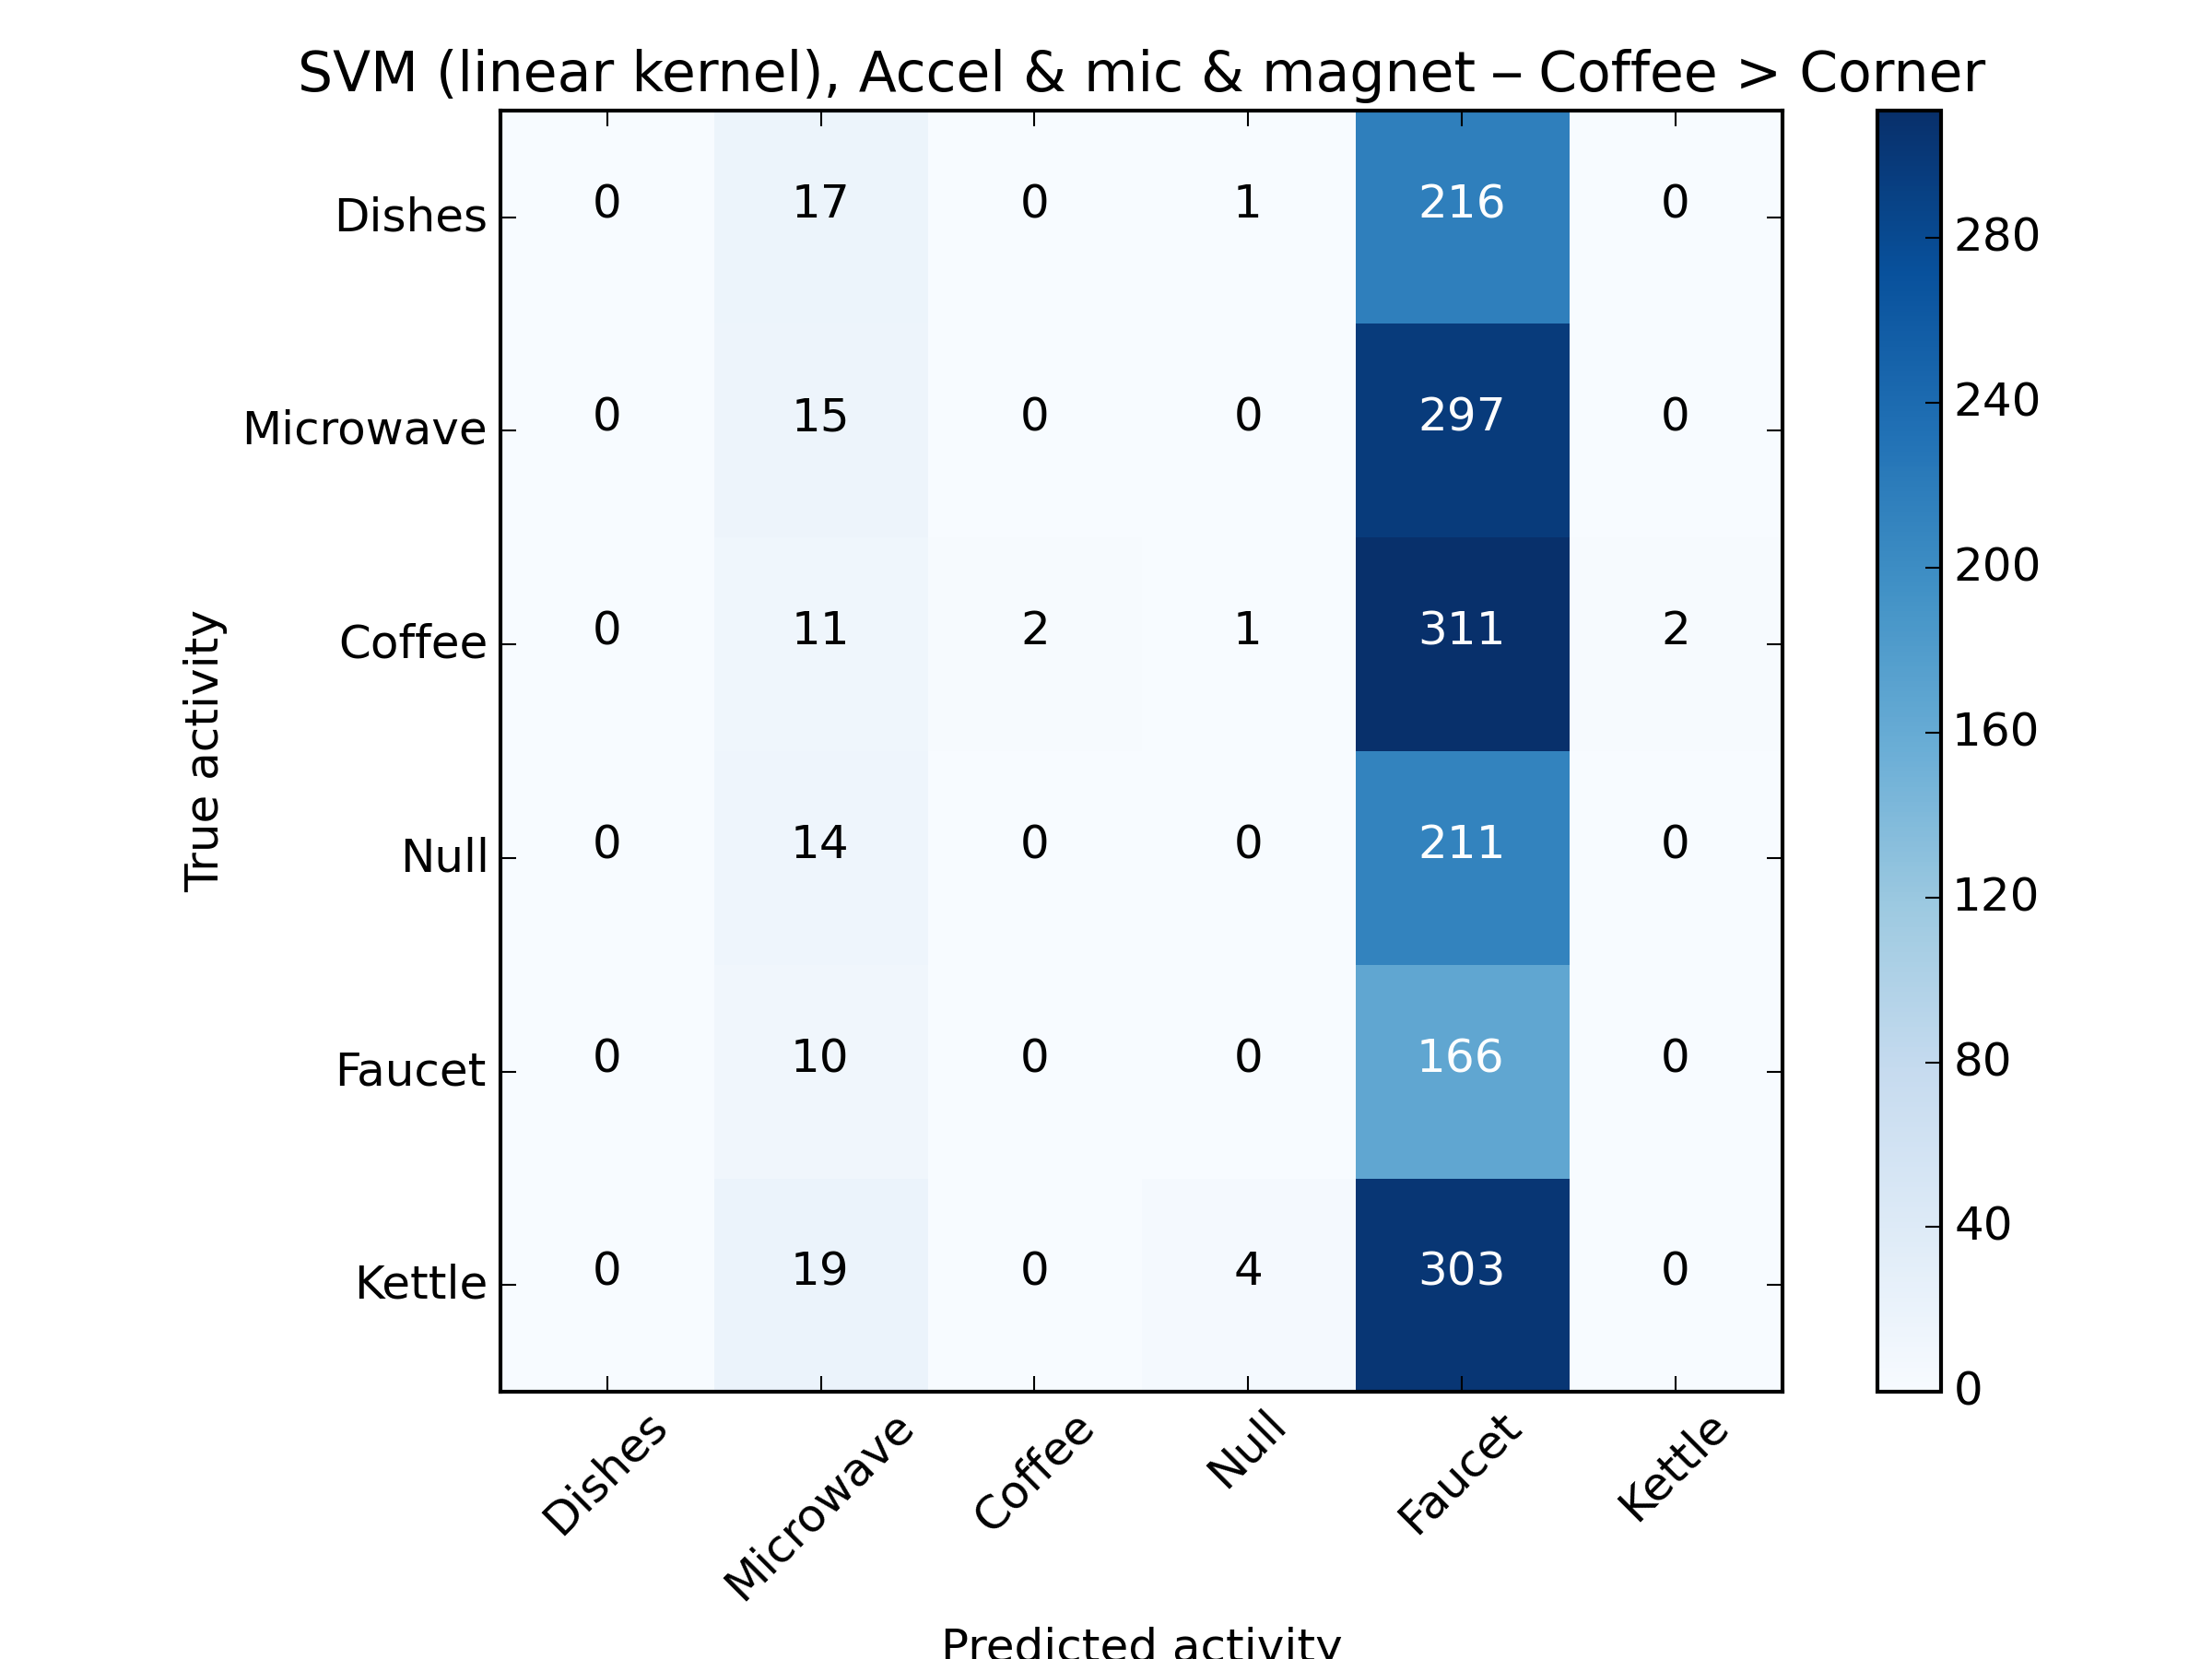 SVM (linear kernel), Accel & mic & magnet – Coffee > Corner
Dishes 0 17 0 1 216 0
Microwave 0 15 0 0 297 0
Coffee 0 11 2 1 311 2
Null 0 14 0 0 211 0
Faucet 0 10 0 0 166 0
Kettle 0 19 0 4 303 0
True activity
Dishes Microwave Coffee Null Faucet Kettle
Predicted activity
280
240
200
160
120
80
40
0